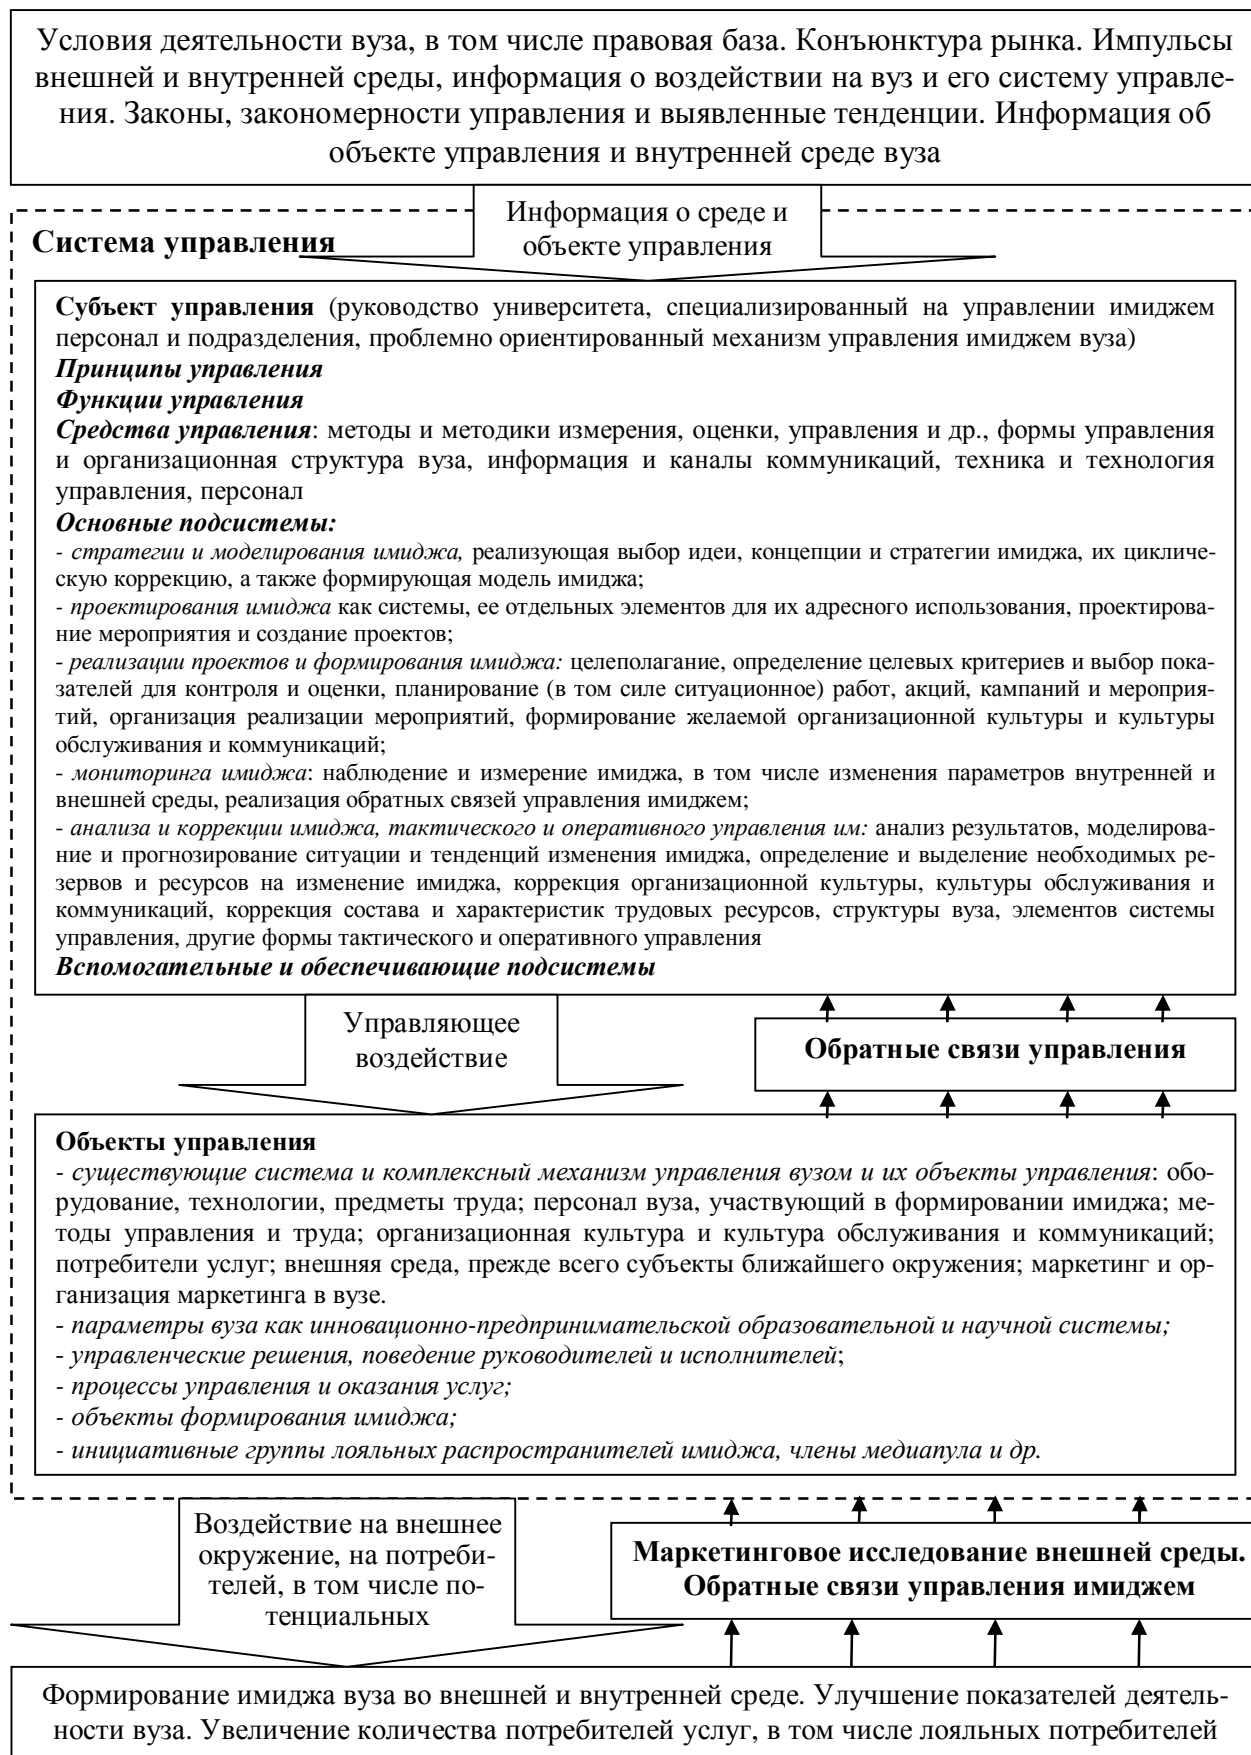 Условия деятельности вуза, в том числе правовая база. Конъюнктура рынка. Импульсы
внешней и внутренней среды, информация о воздействии на вуз и его систему управле-
ния. Законы, закономерности управления и выявленные тенденции. Информация об
объекте управления и внутренней среде вуза
Информация о среде и
объекте управления
Система управления
Субъект управления (руководство университета, специализированный на управлении имиджем
персонал и подразделения, проблемно ориентированный механизм управления имиджем вуза)
Принципы управления
Функции управления
Средства управления: методы и методики измерения, оценки, управления и др., формы управления
и организационная структура вуза, информация и каналы коммуникаций, техника и технология
управления, персонал
Основные подсистемы:
- стратегии и моделирования имиджа, реализующая выбор идеи, концепции и стратегии имиджа, их цикличе-
скую коррекцию, а также формирующая модель имиджа;
- проектирования имиджа как системы, ее отдельных элементов для их адресного использования, проектирова-
ние мероприятия и создание проектов;
- реализации проектов и формирования имиджа: целеполагание, определение целевых критериев и выбор пока-
зателей для контроля и оценки, планирование (в том силе ситуационное) работ, акций, кампаний и мероприя-
тий, организация реализации мероприятий, формирование желаемой организационной культуры и культуры
обслуживания и коммуникаций;
- мониторинга имиджа: наблюдение и измерение имиджа, в том числе изменения параметров внутренней и
внешней среды, реализация обратных связей управления имиджем;
- анализа и коррекции имиджа, тактического и оперативного управления им: анализ результатов, моделирова-
ние и прогнозирование ситуации и тенденций изменения имиджа, определение и выделение необходимых ре-
зервов и ресурсов на изменение имиджа, коррекция организационной культуры, культуры обслуживания и
коммуникаций, коррекция состава и характеристик трудовых ресурсов, структуры вуза, элементов системы
управления, другие формы тактического и оперативного управления
Вспомогательные и обеспечивающие подсистемы
Управляющее
воздействие
Обратные связи управления
Объекты управления
- существующие система и комплексный механизм управления вузом и их объекты управления: обо-
рудование, технологии, предметы труда; персонал вуза, участвующий в формировании имиджа; ме-
тоды управления и труда; организационная культура и культура обслуживания и коммуникаций;
потребители услуг; внешняя среда, прежде всего субъекты ближайшего окружения; маркетинг и ор-
ганизация маркетинга в вузе.
- параметры вуза как инновационно-предпринимательской образовательной и научной системы;
- управленческие решения, поведение руководителей и исполнителей;
- процессы управления и оказания услуг;
- объекты формирования имиджа;
- инициативные группы лояльных распространителей имиджа, члены медиапула и др.
Воздействие на внешнее
окружение, на потреби-
телей, в том числе по-
тенциальных
Маркетинговое исследование внешней среды.
Обратные связи управления имиджем
Формирование имиджа вуза во внешней и внутренней среде. Улучшение показателей деятель-
ности вуза. Увеличение количества потребителей услуг, в том числе лояльных потребителей